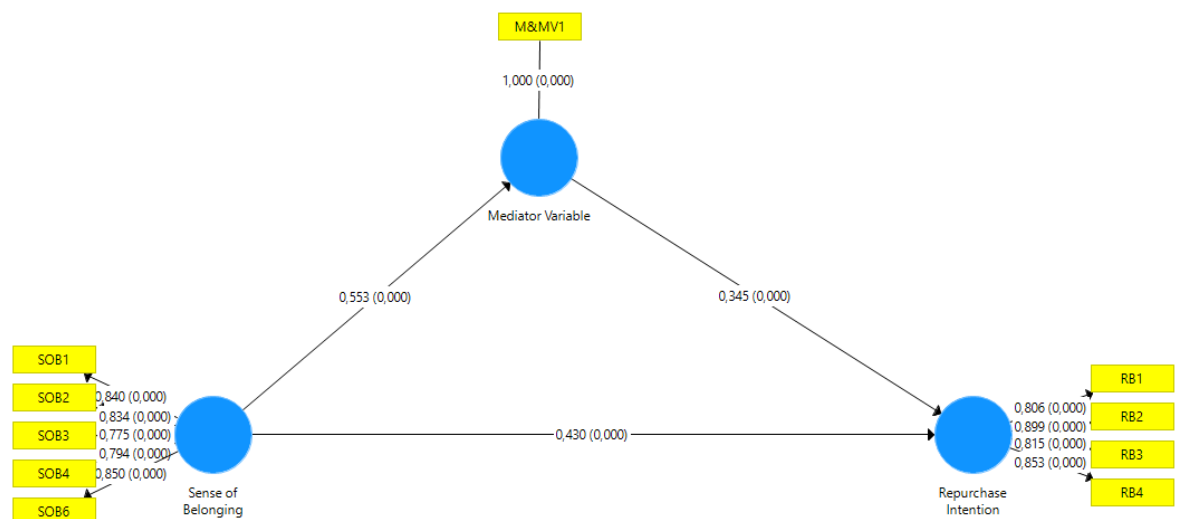 M&MV1
1,000 (0,000)
Mediator Variable
0,553 (0,000)
0,345 (0,000)
SOB1
SOB2
SOB3
SOB4
SOB6
0,840 (0,000)
0,834 (0,000)
0,775 (0,000)
0,794 (0,000)
0,850 (0,000)
Sense of
Belonging
0,430 (0,000)
Repurchase
Intention
0,806 (0,000)
0,899 (0,000)
0,815 (0,000)
0,853 (0,000)
RB1
RB2
RB3
RB4